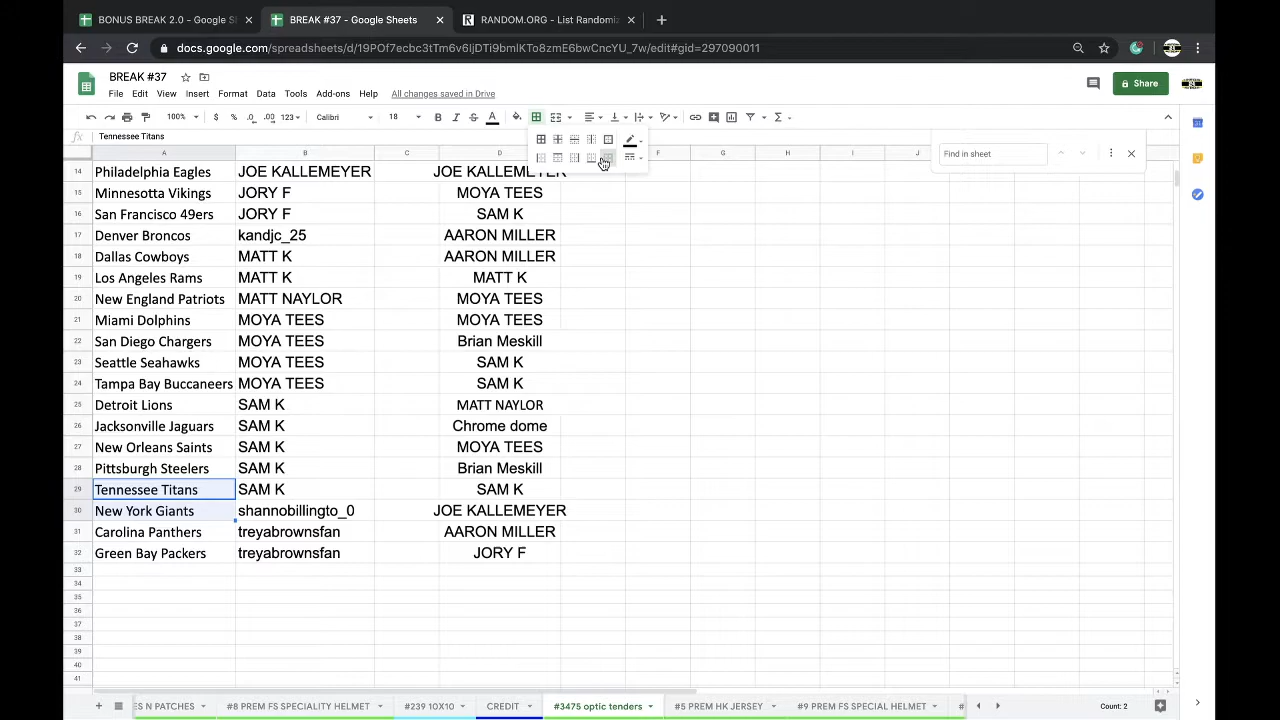 BONUS BREAK 2.0 - Google S
BREAK #37 - Google Sheets
RANDOM.ORG - List Randomiz
docs.google.com/spreadsheets/d/19POf7ecbc3tTm6v6ljDTi9bmIKTo8zmE6bwCncYU_7w/edit#gid=297090011
BREAK #37
File Edit View Insert Format Data Tools Add-ons Help All changes saved in Drive
Share
100% $ % .0 .00 123 Calibri 18 B I S A
fx Tennessee Titans
Find in sheet
A B C D F G H I J
14 Philadelphia Eagles JOE KALLEMEYER JOE KALLEMEYER
15 Minnesotta Vikings JORY F MOYA TEES
16 San Francisco 49ers JORY F SAM K
17 Denver Broncos kandjc_25 AARON MILLER
18 Dallas Cowboys MATT K AARON MILLER
19 Los Angeles Rams MATT K MATT K
20 New England Patriots MATT NAYLOR MOYA TEES
21 Miami Dolphins MOYA TEES MOYA TEES
22 San Diego Chargers MOYA TEES Brian Meskill
23 Seattle Seahawks MOYA TEES SAM K
24 Tampa Bay Buccaneers MOYA TEES SAM K
25 Detroit Lions SAM K MATT NAYLOR
26 Jacksonville Jaguars SAM K Chrome dome
27 New Orleans Saints SAM K MOYA TEES
28 Pittsburgh Steelers SAM K Brian Meskill
29 Tennessee Titans SAM K SAM K
30 New York Giants shannobillingto_0 JOE KALLEMEYER
31 Carolina Panthers treyabrownsfan AARON MILLER
32 Green Bay Packers treyabrownsfan JORY F
33
34
35
36
37
38
39
40
41
ES N PATCHES #8 PREM FS SPECIALITY HELMET #239 10X10 CREDIT #3475 optic tenders #5 PREM HK JERSEY #9 PREM FS SPECIAL HELMET # Count: 2